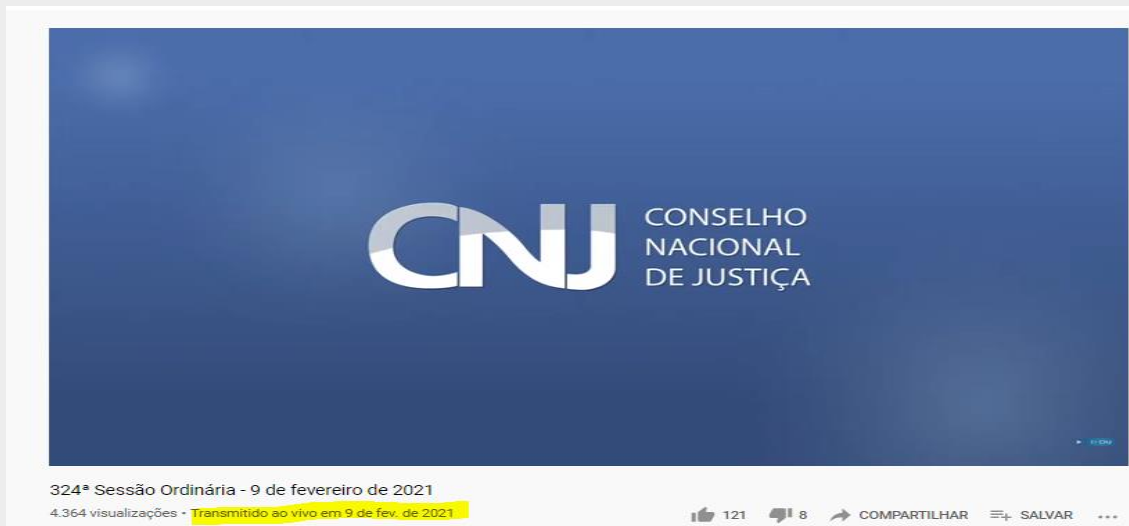 CNJ
CONSELHO
NACIONAL
DE JUSTIÇA
324ª Sessão Ordinária - 9 de fevereiro de 2021
4.364 visualizações • Transmitido ao vivo em 9 de fev. de 2021
121 8 COMPARTILHAR SALVAR ...